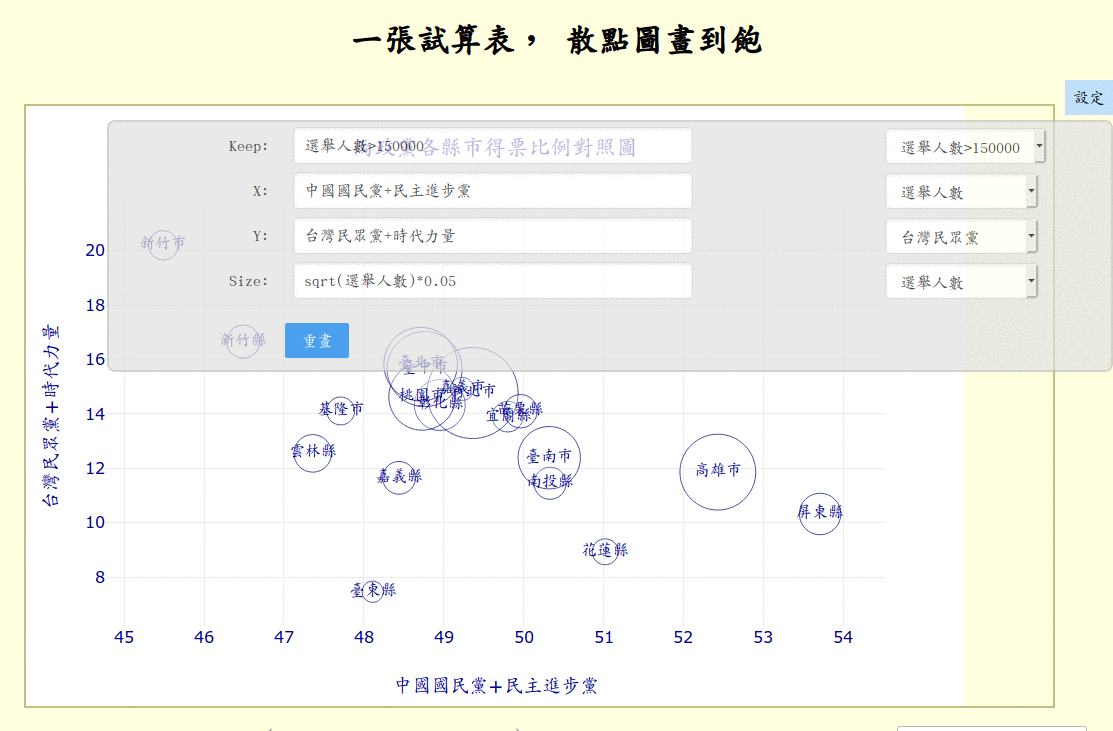 一張試算表， 散點圖畫到飽
設定
政黨各縣市得票比例對照圖
Keep: 選舉人數>150000 選舉人數>150000
X: 中國國民黨+民主進步黨 選舉人數
Y: 台灣民眾黨+時代力量 台灣民眾黨
Size: sqrt(選舉人數)*0.05 選舉人數
重畫
新竹市
新竹縣
臺北市
嘉義市
桃園市
彰化縣
苗栗縣
宜蘭縣
基隆市
雲林縣
嘉義縣
臺南市
南投縣
高雄市
屏東縣
花蓮縣
臺東縣
20
18
16
14
12
10
8
台灣民眾黨+時代力量
45 46 47 48 49 50 51 52 53 54
中國國民黨+民主進步黨